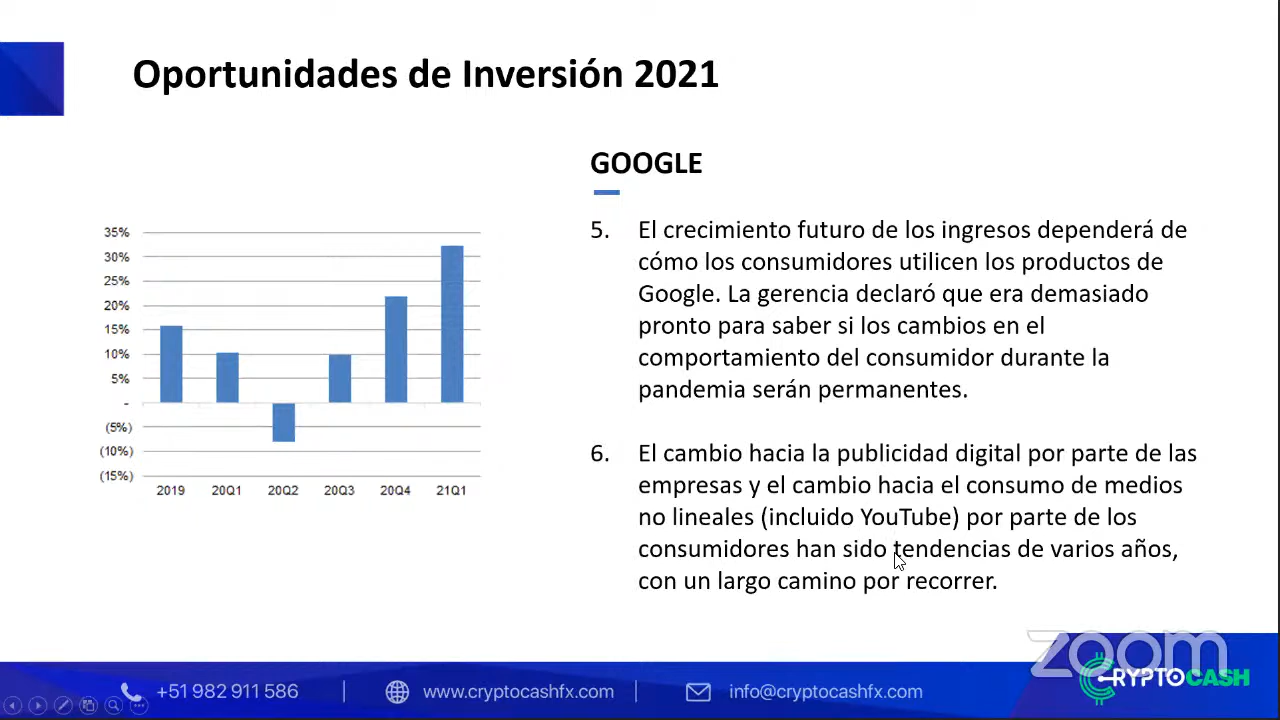 Oportunidades de Inversión 2021
GOOGLE
35%
30%
25%
20%
15%
10%
5%
-
(5%)
(10%)
(15%)
2019 20Q1 20Q2 20Q3 20Q4 21Q1
5. El crecimiento futuro de los ingresos dependerá de
cómo los consumidores utilicen los productos de
Google. La gerencia declaró que era demasiado
pronto para saber si los cambios en el
comportamiento del consumidor durante la
pandemia serán permanentes.
6. El cambio hacia la publicidad digital por parte de las
empresas y el cambio hacia el consumo de medios
no lineales (incluido YouTube) por parte de los
consumidores han sido tendencias de varios años,
con un largo camino por recorrer.
zoom
+51 982 911 586 | www.cryptocashfx.com | info@cryptocashfx.com
CRYPTOCASH